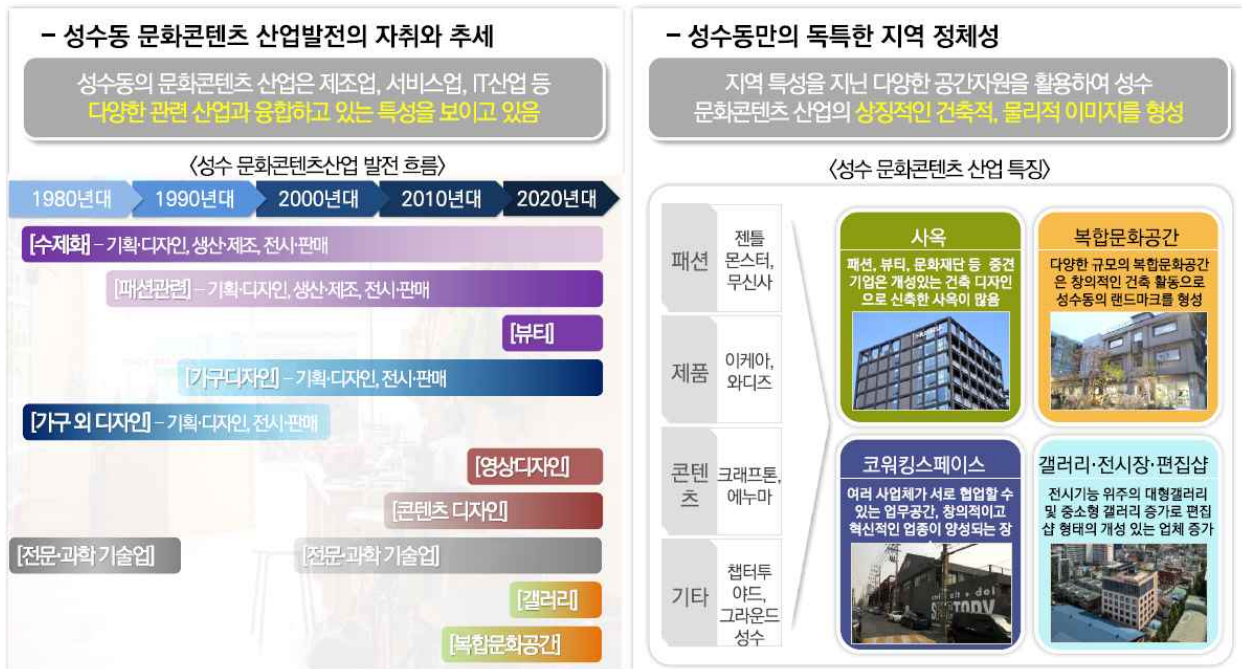 – 성수동 문화콘텐츠 산업발전의 자취와 추세
성수동의 문화콘텐츠 산업은 제조업, 서비스업, IT산업 등
다양한 관련 산업과 융합하고 있는 특성을 보이고 있음
〈성수 문화콘텐츠산업 발전 흐름〉
1980년대 1990년대 2000년대 2010년대 2020년대
[수제화] – 기획·디자인, 생산·제조, 전시·판매
[패션관련] – 기획·디자인, 생산·제조, 전시·판매
[뷰티]
[가구디자인] – 기획·디자인, 전시·판매
[가구 외 디자인] – 기획·디자인, 전시·판매
[영상디자인]
[콘텐츠 디자인]
[전문·과학 기술업] [전문·과학 기술업]
[갤러리]
[복합문화공간]
– 성수동만의 독특한 지역 정체성
지역 특성을 지닌 다양한 공간자원을 활용하여 성수
문화콘텐츠 산업의 상징적인 건축적, 물리적 이미지를 형성
〈성수 문화콘텐츠 산업 특징〉
패션
젠틀
몬스터,
무신사
제품
이케아,
와디즈
콘텐
츠
크래프톤,
에누마
기타
챕터투
야드,
그라운드
성수
사옥
패션, 뷰티, 문화재단 등 중견
기업은 개성있는 건축 디자인
으로 신축한 사옥이 많음
복합문화공간
다양한 규모의 복합문화공간
은 창의적인 건축 활동으로
성수동의 랜드마크를 형성
코워킹스페이스
여러 사업체가 서로 협업할 수
있는 업무공간, 창의적이고
혁신적인 업종이 양성되는 장
갤러리·전시장·편집샵
전시기능 위주의 대형갤러리
및 중소형 갤러리 증가로 편집
샵 형태의 개성 있는 업체 증가